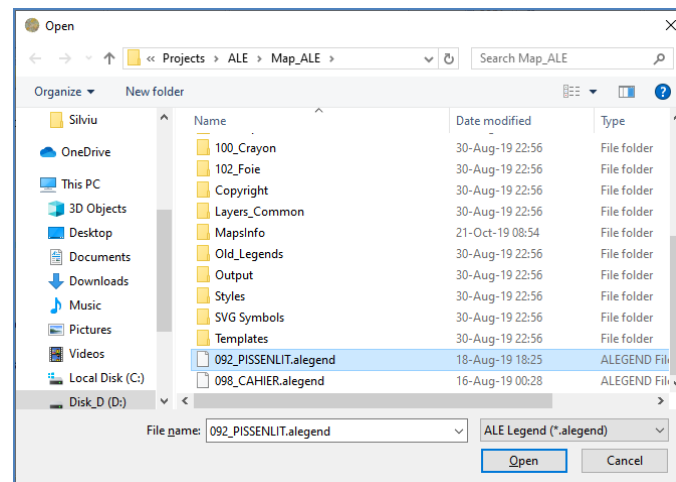 Open
« Projects > ALE > Map_ALE >
Search Map_ALE
Organize
New folder
Silviu
OneDrive
This PC
3D Objects
Desktop
Documents
Downloads
Music
Pictures
Videos
Local Disk (C:)
Disk_D (D:)
Name Date modified Type
100_Crayon 30-Aug-19 22:56 File folder
102_Foie 30-Aug-19 22:56 File folder
Copyright 30-Aug-19 22:56 File folder
Layers_Common 30-Aug-19 22:56 File folder
MapsInfo 21-Oct-19 08:54 File folder
Old_Legends 30-Aug-19 22:56 File folder
Output 30-Aug-19 22:56 File folder
Styles 30-Aug-19 22:56 File folder
SVG Symbols 30-Aug-19 22:56 File folder
Templates 30-Aug-19 22:56 File folder
092_PISSENLIT.alegend 18-Aug-19 18:25 ALEGEND File
098_CAHIER.alegend 16-Aug-19 00:28 ALEGEND File
File name: 092_PISSENLIT.alegend
ALE Legend (*.alegend)
Open
Cancel